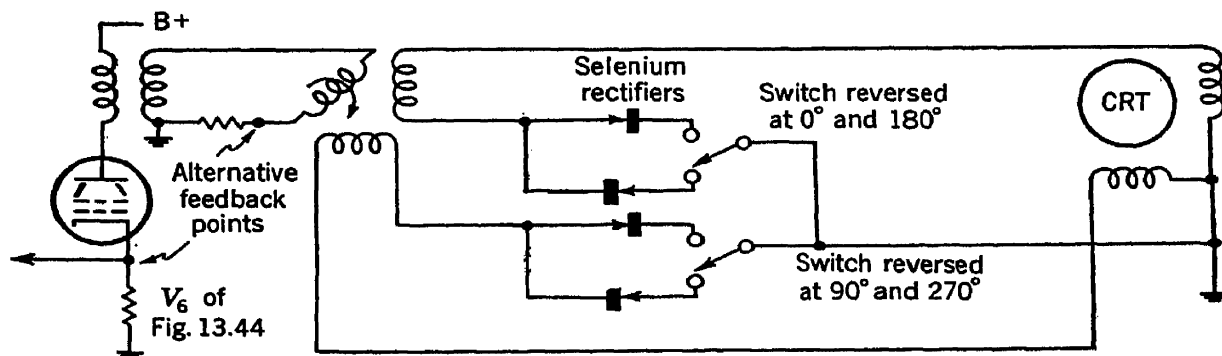 B+
Selenium
rectifiers
Switch reversed
at 0° and 180°
CRT
Alternative
feedback
points
V₆ of
Fig. 13.44
Switch reversed
at 90° and 270°